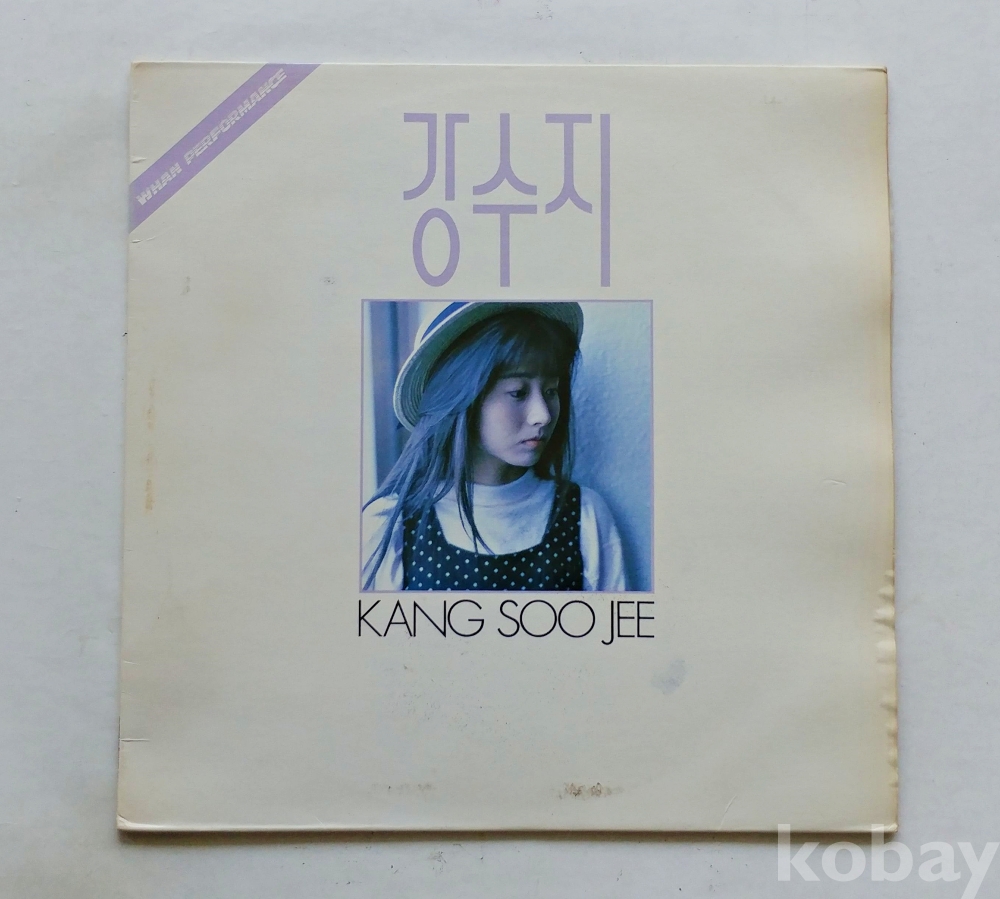 WHAN PERFORMANCE
강수지
KANG SOO JEE
kobay